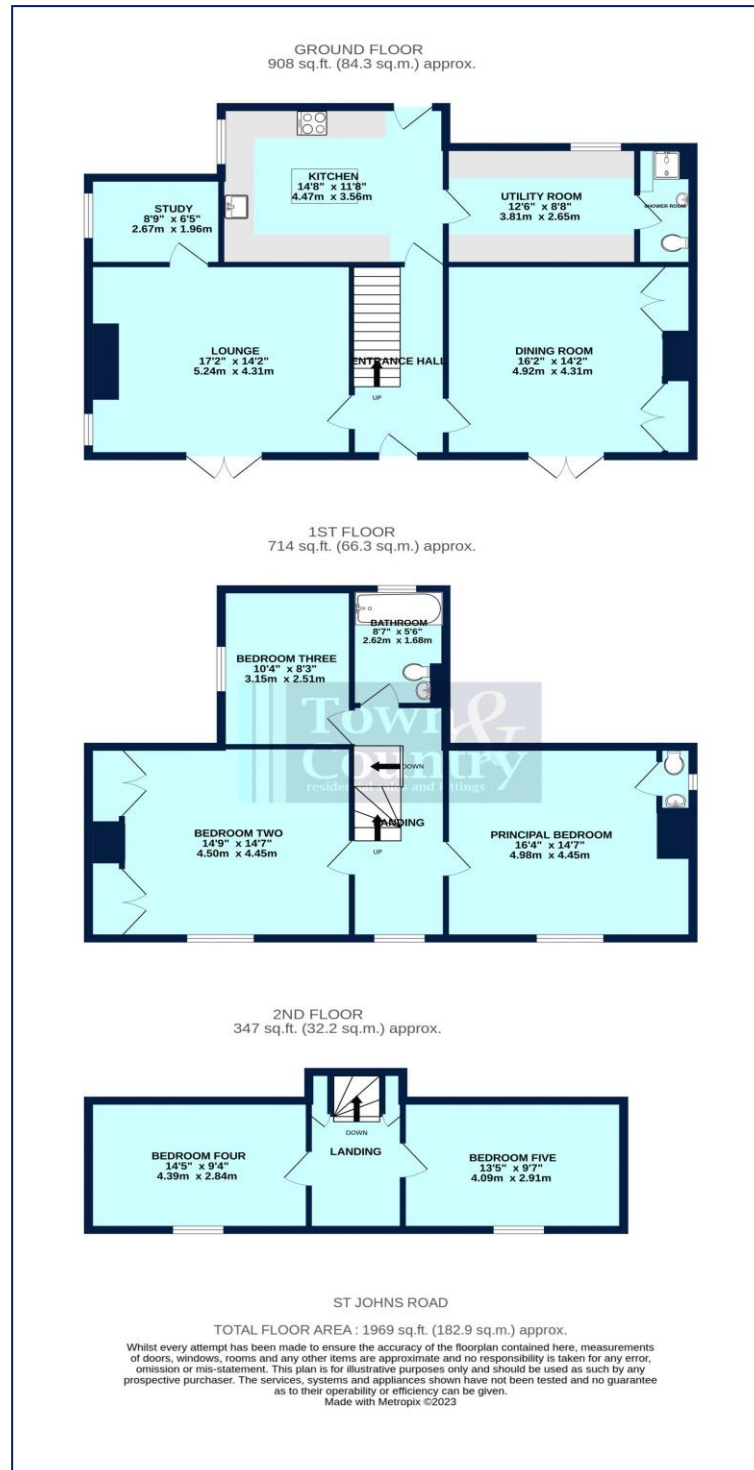 GROUND FLOOR
908 sq.ft. (84.3 sq.m.) approx.
KITCHEN
14'8" x 11'8"
4.47m x 3.56m
STUDY
8'9" x 6'5"
2.67m x 1.96m
UTILITY ROOM
12'6" x 8'8"
3.81m x 2.65m
SHOWER ROOM
LOUNGE
17'2" x 14'2"
5.24m x 4.31m
ENTRANCE HALL
UP
DINING ROOM
16'2" x 14'2"
4.92m x 4.31m
1ST FLOOR
714 sq.ft. (66.3 sq.m.) approx.
BATHROOM
8'7" x 5'6"
2.62m x 1.68m
BEDROOM THREE
10'4" x 8'3"
3.15m x 2.51m
Town &
Country
residential sales and lettings
DOWN
LANDING
UP
BEDROOM TWO
14'9" x 14'7"
4.50m x 4.45m
PRINCIPAL BEDROOM
16'4" x 14'7"
4.98m x 4.45m
2ND FLOOR
347 sq.ft. (32.2 sq.m.) approx.
DOWN
LANDING
BEDROOM FOUR
14'5" x 9'4"
4.39m x 2.84m
BEDROOM FIVE
13'5" x 9'7"
4.09m x 2.91m
ST JOHNS ROAD
TOTAL FLOOR AREA : 1969 sq.ft. (182.9 sq.m.) approx.
Whilst every attempt has been made to ensure the accuracy of the floorplan contained here, measurements
of doors, windows, rooms and any other items are approximate and no responsibility is taken for any error,
omission or mis-statement. This plan is for illustrative purposes only and should be used as such by any
prospective purchaser. The services, systems and appliances shown have not been tested and no guarantee
as to their operability or efficiency can be given.
Made with Metropix ©2023